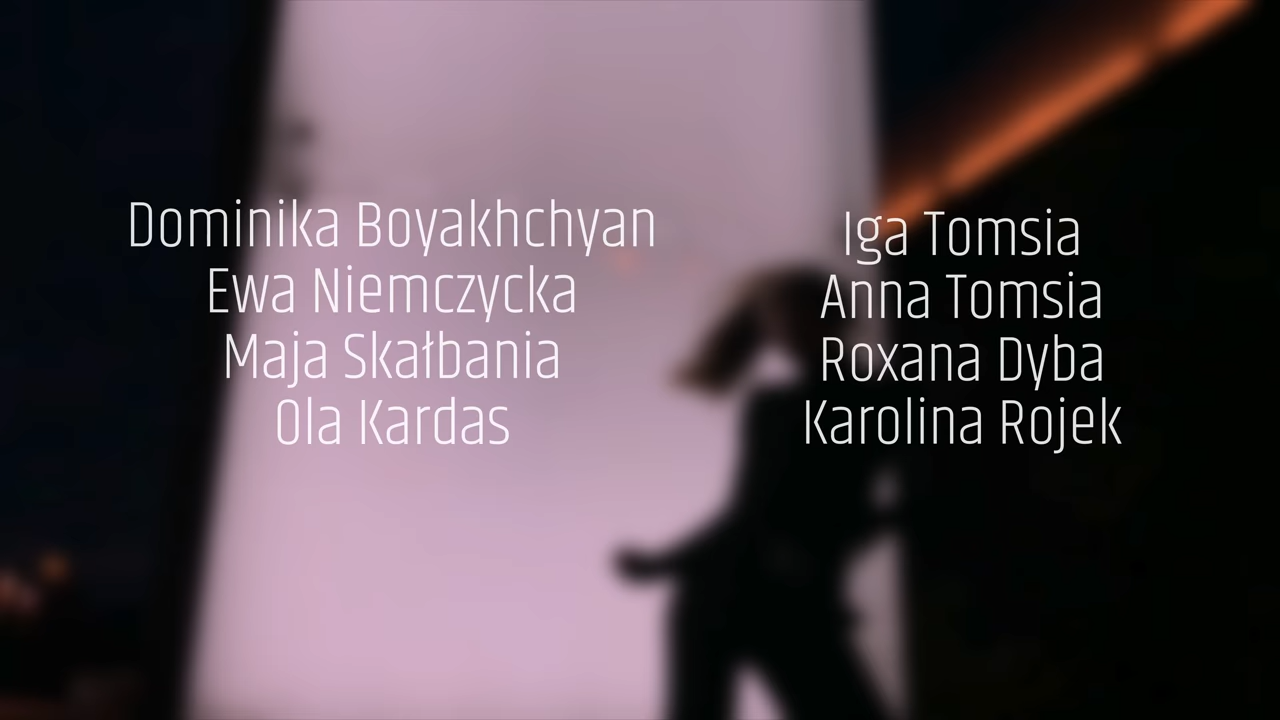 Dominika Boyakhchyan
Ewa Niemczycka
Maja Skałbania
Ola Kardas
Iga Tomsia
Anna Tomsia
Roxana Dyba
Karolina Rojek